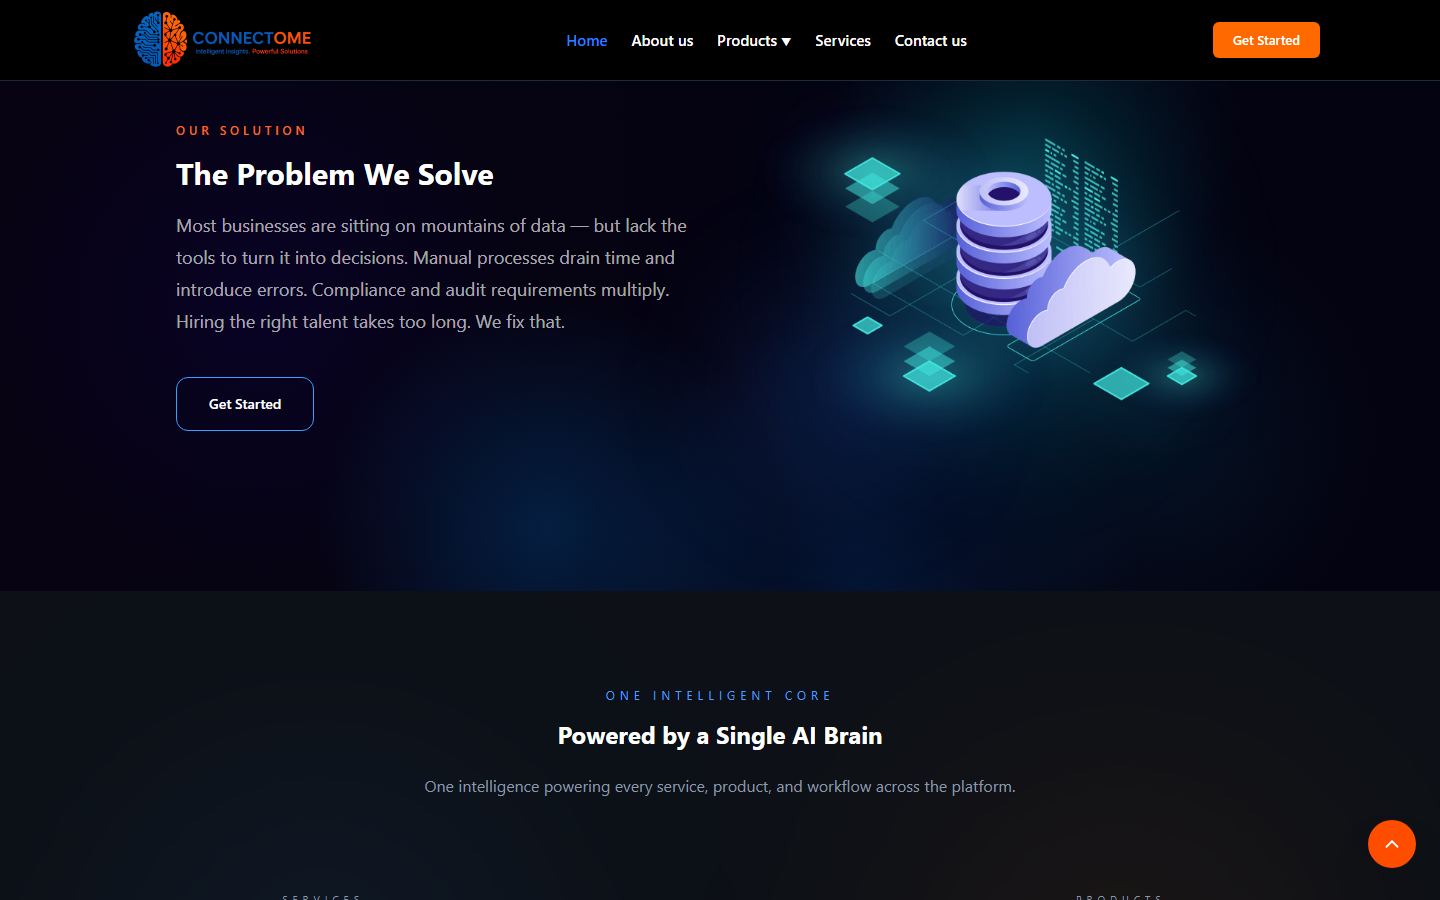 CONNECTOME
Intelligent Insights. Powerful Solutions
Home
About us
Products ▼
Services
Contact us
Get Started
OUR SOLUTION
The Problem We Solve
Most businesses are sitting on mountains of data — but lack the
tools to turn it into decisions. Manual processes drain time and
introduce errors. Compliance and audit requirements multiply.
Hiring the right talent takes too long. We fix that.
Get Started
ONE INTELLIGENT CORE
Powered by a Single AI Brain
One intelligence powering every service, product, and workflow across the platform.
SERVICES
PRODUCTS